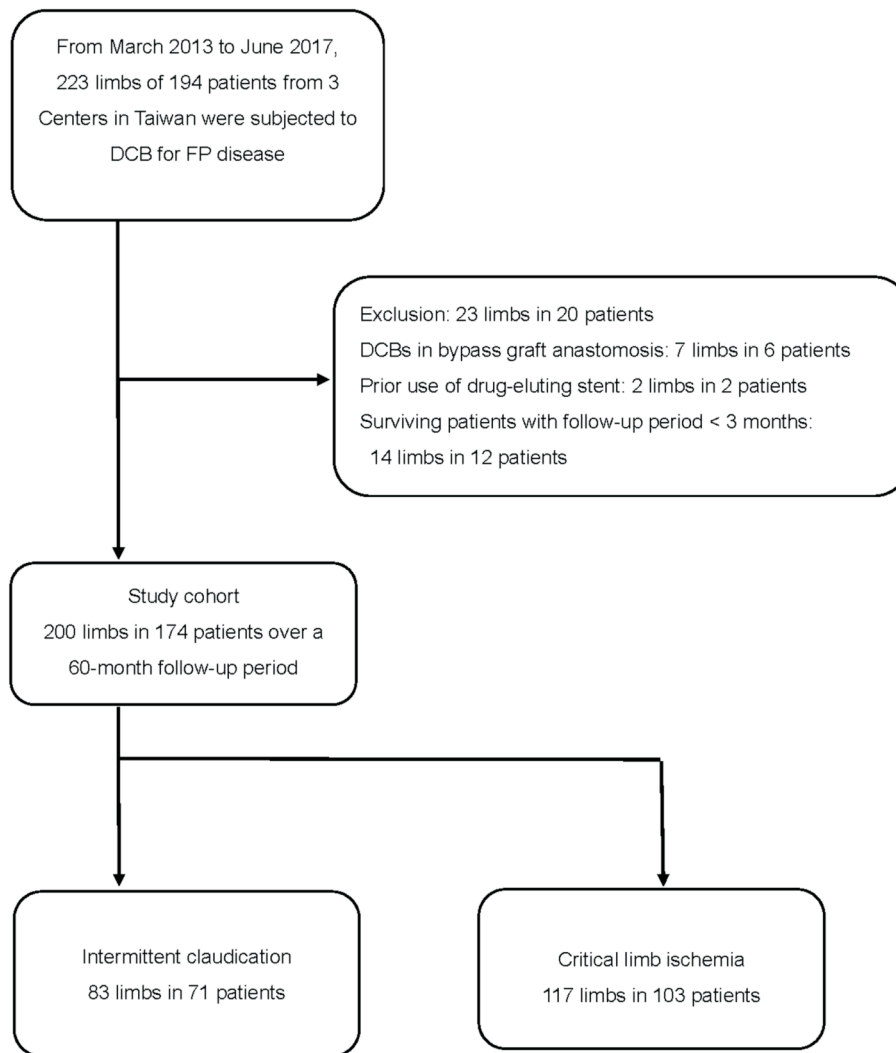 From March 2013 to June 2017,
223 limbs of 194 patients from 3
Centers in Taiwan were subjected to
DCB for FP disease
Exclusion: 23 limbs in 20 patients
DCBs in bypass graft anastomosis: 7 limbs in 6 patients
Prior use of drug-eluting stent: 2 limbs in 2 patients
Surviving patients with follow-up period < 3 months:
14 limbs in 12 patients
Study cohort
200 limbs in 174 patients over a
60-month follow-up period
Intermittent claudication
83 limbs in 71 patients
Critical limb ischemia
117 limbs in 103 patients